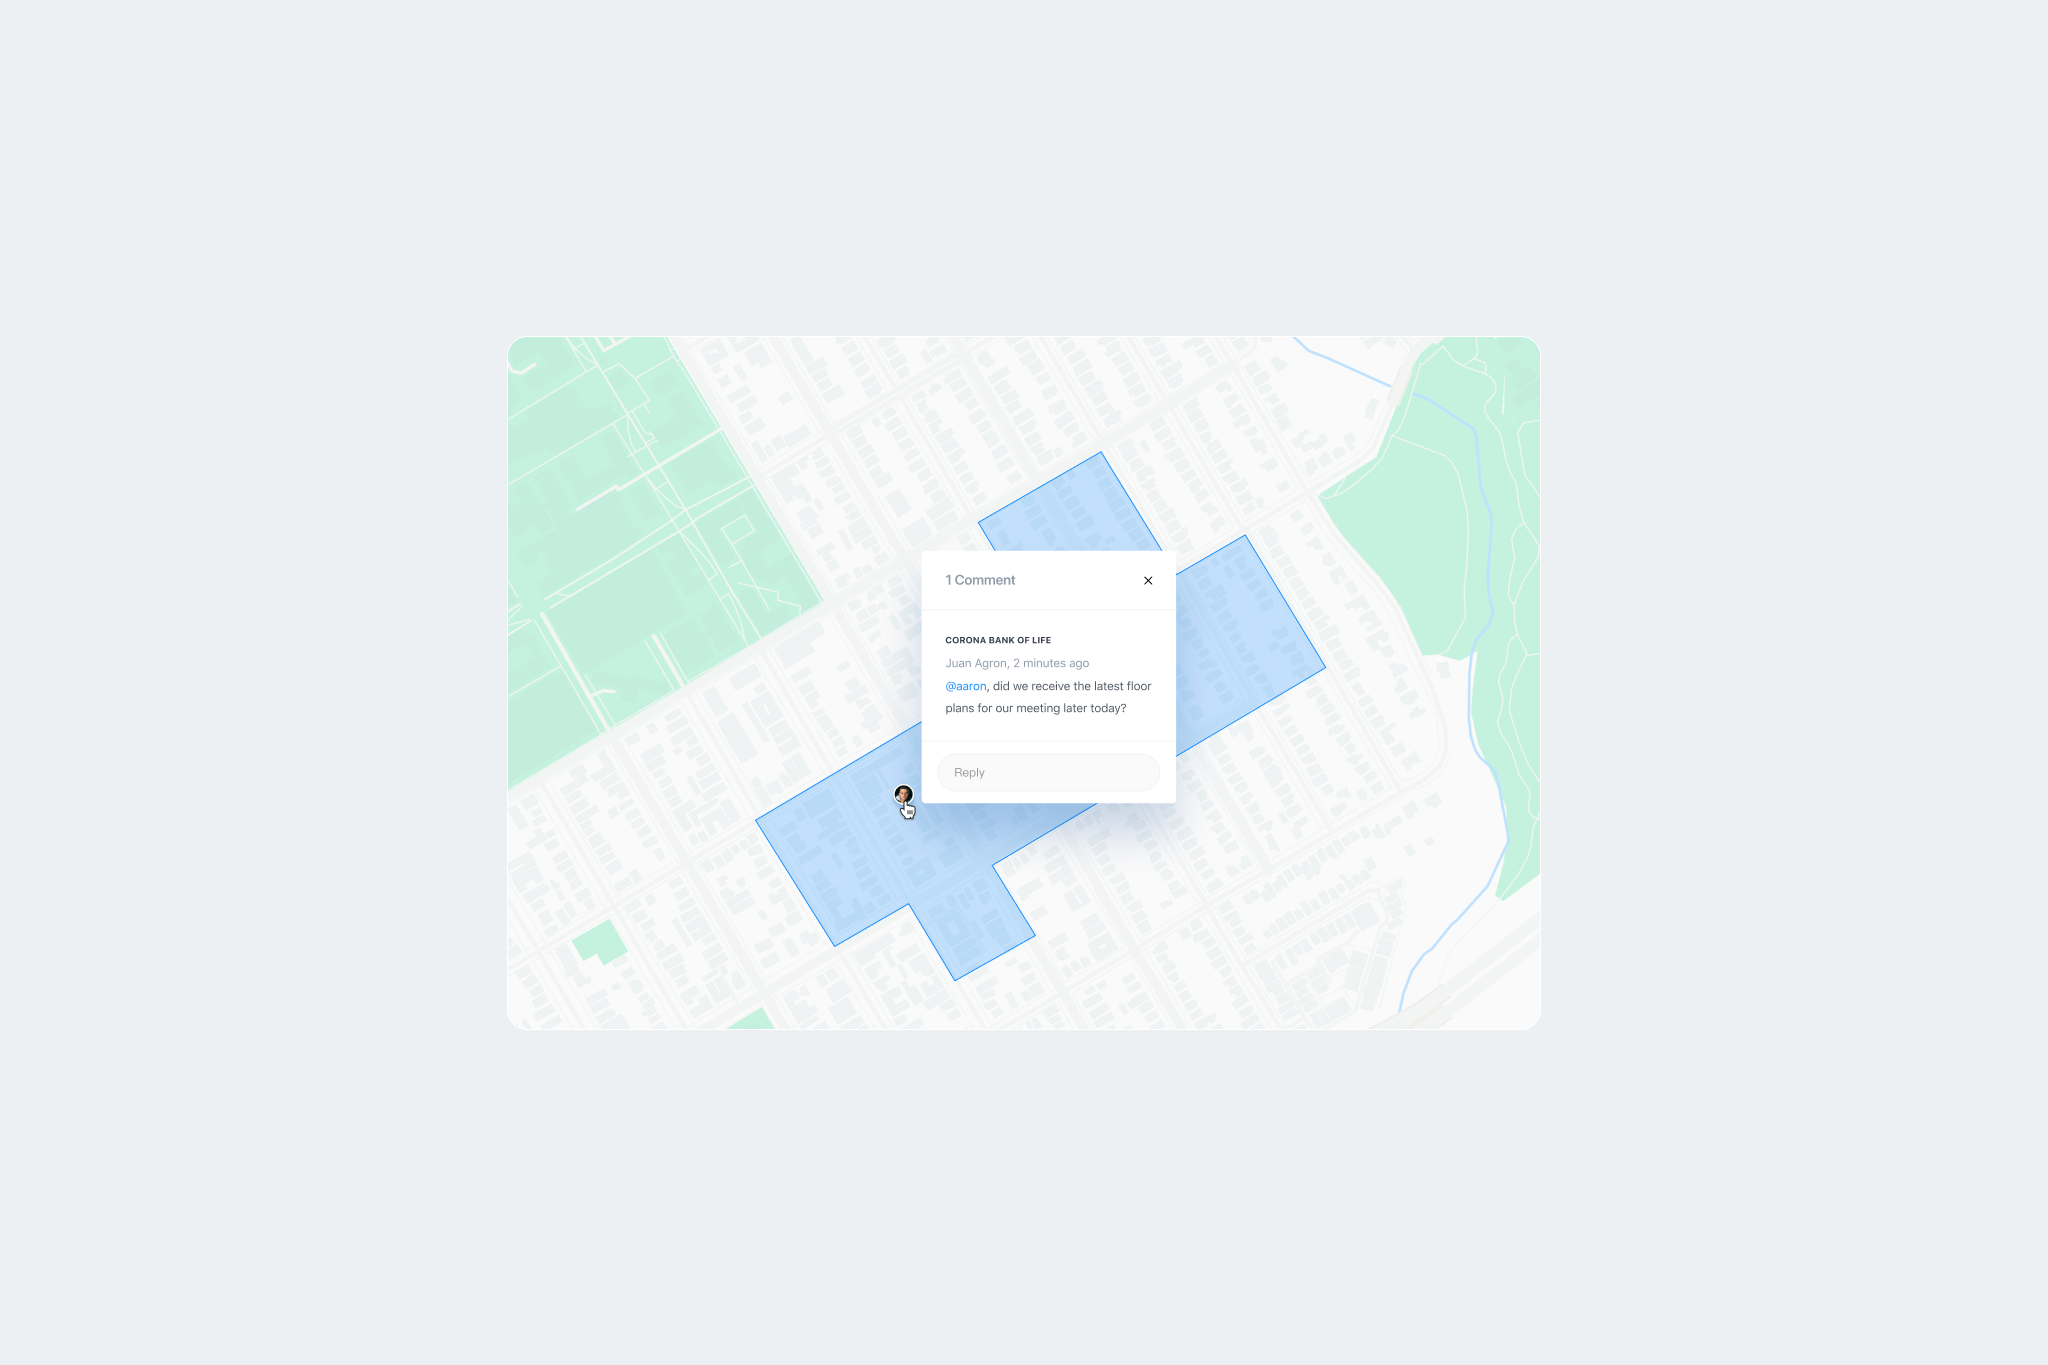 1 Comment
CORONA BANK OF LIFE
Juan Agron, 2 minutes ago
@aaron, did we receive the latest floor
plans for our meeting later today?
Reply